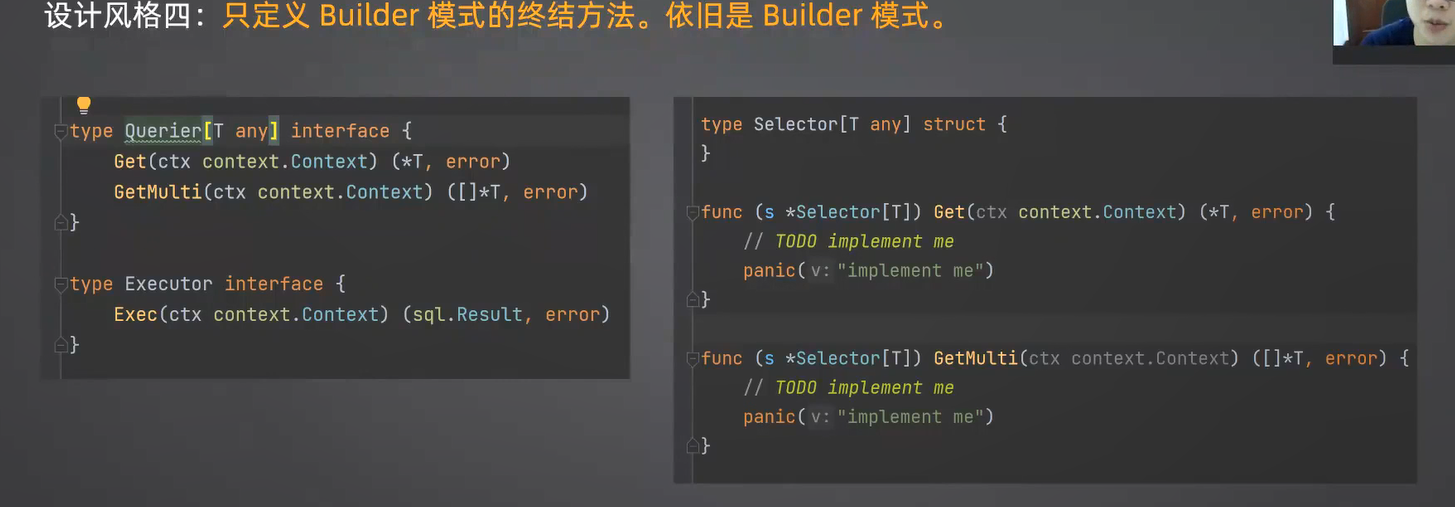 设计风格四：只定义 Builder 模式的终结方法。依旧是 Builder 模式。
type Querier[T any] interface {
Get(ctx context.Context) (*T, error)
GetMulti(ctx context.Context) ([]*T, error)
}
type Executor interface {
Exec(ctx context.Context) (sql.Result, error)
}
type Selector[T any] struct {
}
func (s *Selector[T]) Get(ctx context.Context) (*T, error) {
// TODO implement me
panic( v: "implement me")
}
func (s *Selector[T]) GetMulti(ctx context.Context) ([]*T, error) {
// TODO implement me
panic( v: "implement me")
}